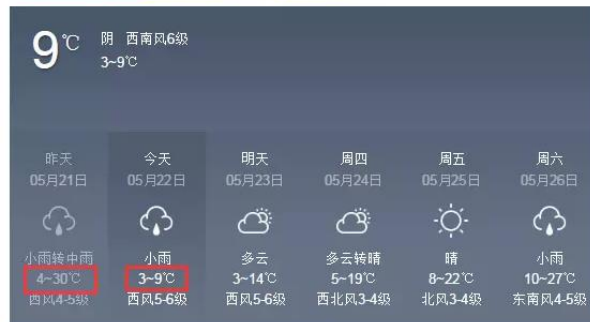 9℃ 阴 西南风6级
3~9℃
昨天 今天 明天 周四 周五 周六
05月21日 05月22日 05月23日 05月24日 05月25日 05月26日
小雨转中雨 小雨 多云 多云转晴 晴 小雨
4~30℃ 3~9℃ 3~14℃ 5~19℃ 8~22℃ 10~27℃
西风4-5级 西风5-6级 西风5-6级 西北风3-4级 北风3-4级 东南风4-5级